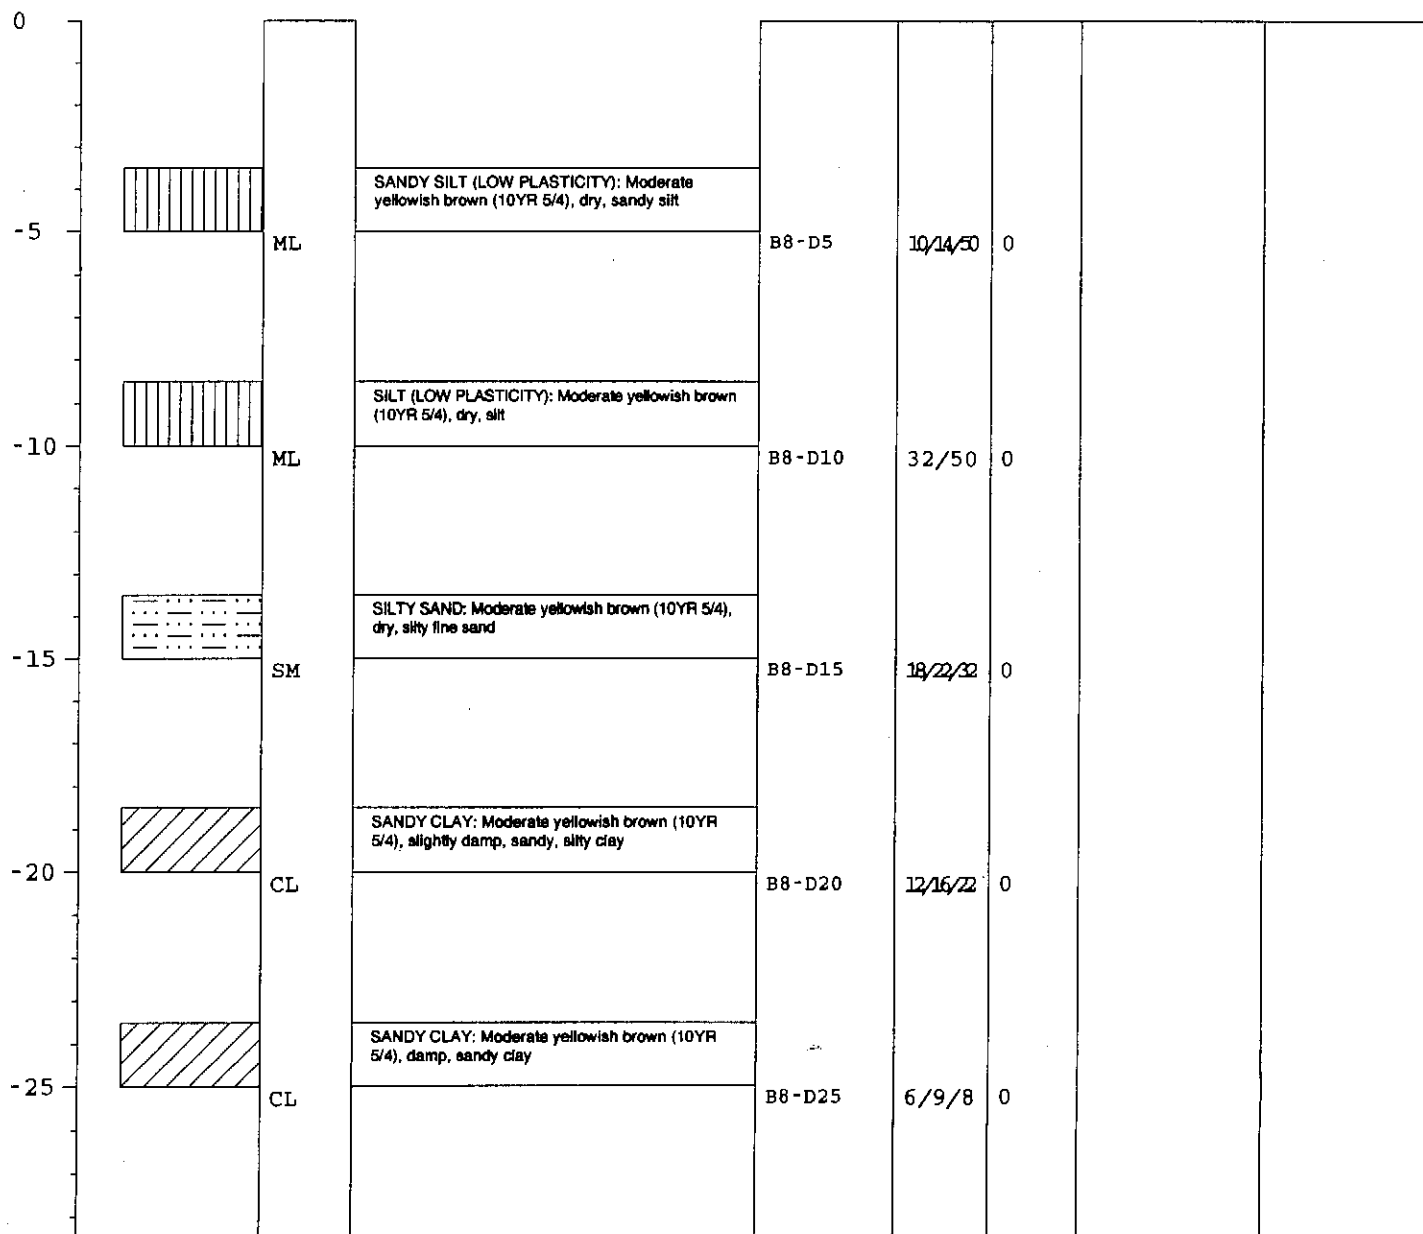 0
SANDY SILT (LOW PLASTICITY): Moderate
yellowish brown (10YR 5/4), dry, sandy silt
-5
ML B8-D5 10/14/50 0
SILT (LOW PLASTICITY): Moderate yellowish brown
(10YR 5/4), dry, silt
-10
ML B8-D10 32/50 0
SILTY SAND: Moderate yellowish brown (10YR 5/4),
dry, silty fine sand
-15
SM B8-D15 18/22/32 0
SANDY CLAY: Moderate yellowish brown (10YR
5/4), slightly damp, sandy, silty clay
-20
CL B8-D20 12/16/22 0
SANDY CLAY: Moderate yellowish brown (10YR
5/4), damp, sandy clay
-25
CL B8-D25 6/9/8 0